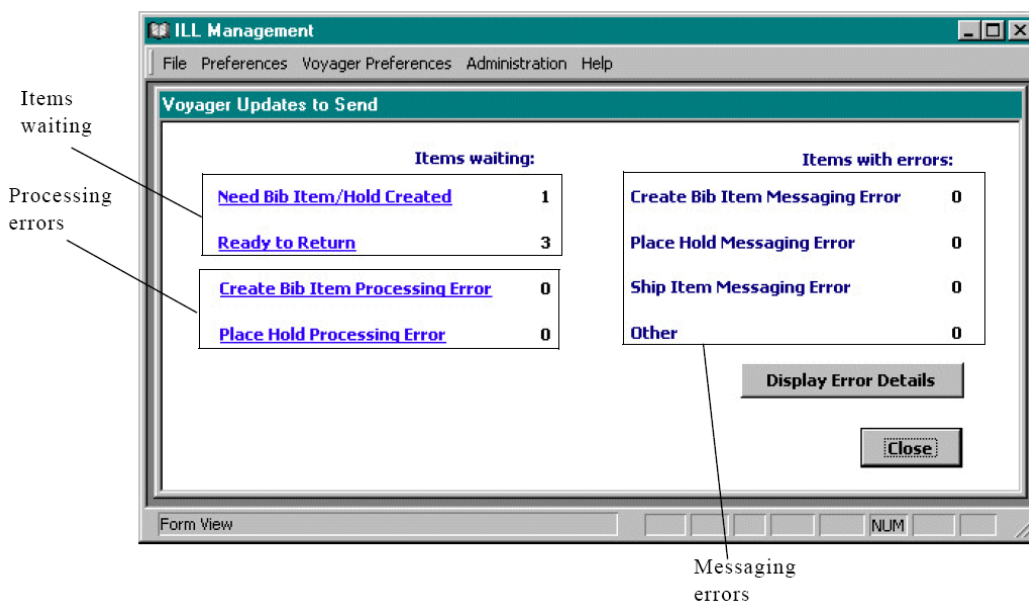 ILL Management
File Preferences Voyager Preferences Administration Help
Items
waiting
Voyager Updates to Send
Processing
errors
Items waiting:
Need Bib Item/Hold Created 1
Ready to Return 3
Create Bib Item Processing Error 0
Place Hold Processing Error 0
Items with errors:
Create Bib Item Messaging Error 0
Place Hold Messaging Error 0
Ship Item Messaging Error 0
Other 0
Display Error Details
Close
Form View
NUM
Messaging
errors